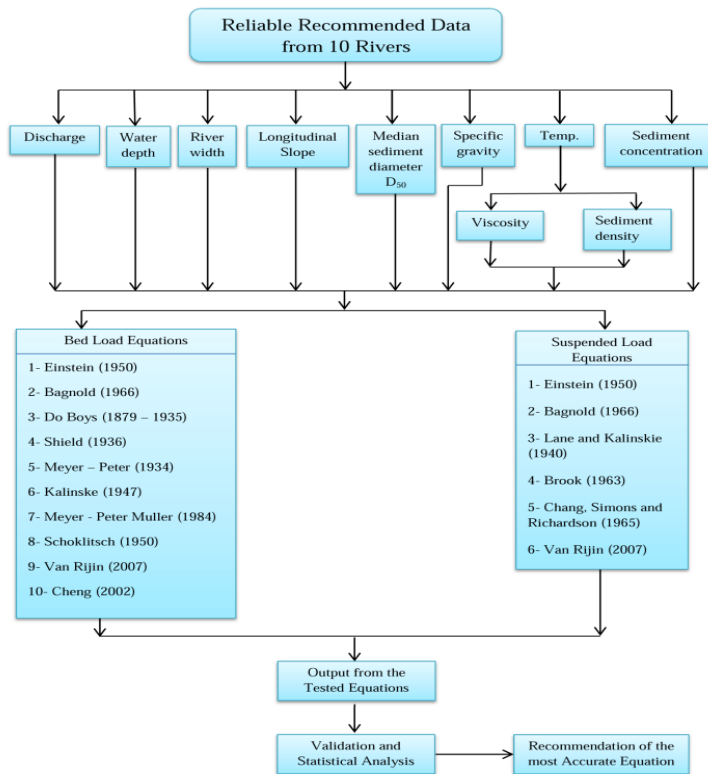 Reliable Recommended Data
from 10 Rivers
Discharge
Water
depth
River
width
Longitudinal
Slope
Median
sediment
diameter
D₅₀
Specific
gravity
Temp.
Sediment
concentration
Viscosity
Sediment
density
Bed Load Equations
1- Einstein (1950)
2- Bagnold (1966)
3- Do Boys (1879 – 1935)
4- Shield (1936)
5- Meyer – Peter (1934)
6- Kalinske (1947)
7- Meyer - Peter Muller (1984)
8- Schoklitsch (1950)
9- Van Rijin (2007)
10- Cheng (2002)
Suspended Load
Equations
1- Einstein (1950)
2- Bagnold (1966)
3- Lane and Kalinskie
(1940)
4- Brook (1963)
5- Chang, Simons and
Richardson (1965)
6- Van Rijin (2007)
Output from the
Tested Equations
Validation and
Statistical Analysis
Recommendation of the
most Accurate Equation